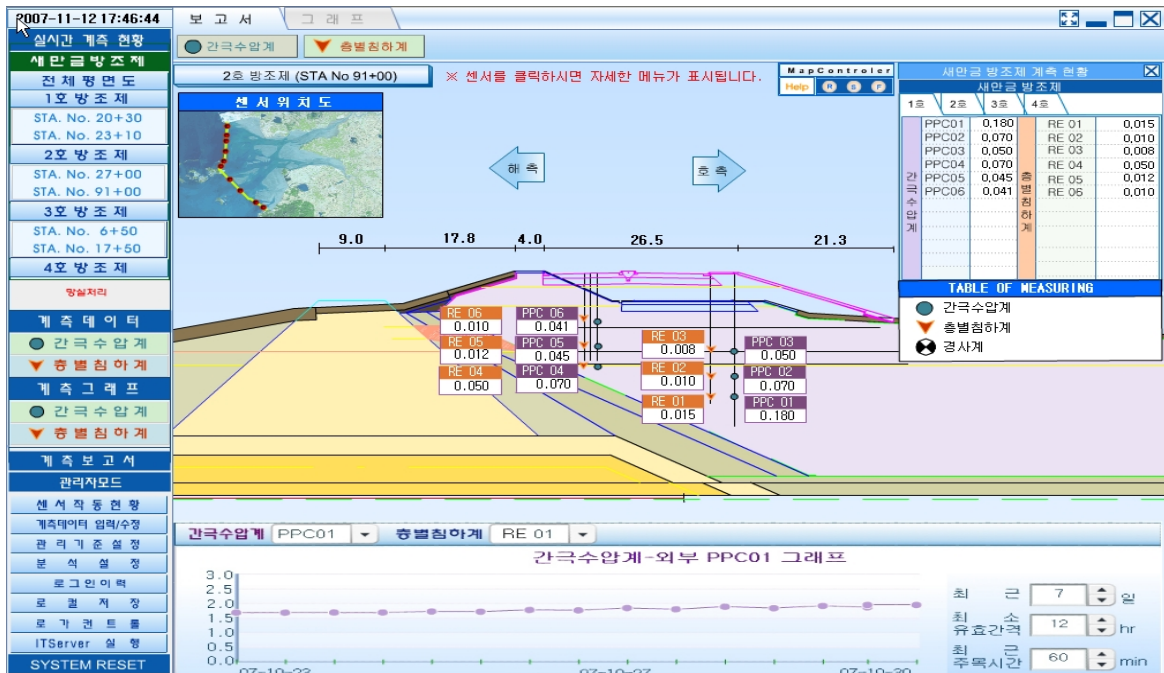 2007-11-12 17:46:44
보 고 서
그 래 프
실시간 계측 현황
새만금방조제
전체평면도
1호 방 조 제
STA. No. 20+30
STA. No. 23+10
2호 방 조 제
STA. No. 27+00
STA. No. 91+00
3호 방 조 제
STA. No. 6+50
STA. No. 17+50
4호 방 조 제
망실처리
계 측 데 이 터
간 극 수 압 계
층 별 침 하 계
계 측 그 래 프
간 극 수 압 계
층 별 침 하 계
계 측 보 고 서
관리자모드
센 서 작 동 현 황
계측데이터 입력/수정
관 리 기 준 설 정
분 석 설 정
로 그 인 이 력
로 컬 저 장
로 가 컨 트 롤
ITServer 실 행
SYSTEM RESET
간극수압계
층별침하계
2호 방조제 (STA No 91+00)
※ 센서를 클릭하시면 자세한 메뉴가 표시됩니다.
MapControler
Help R S F
센 서 위 치 도
해 측
호 측
9.0 17.8 4.0 26.5 21.3
RE 06
0.010
PPC 06
0.041
RE 05
0.012
PPC 05
0.045
RE 04
0.050
PPC 04
0.070
RE 03
0.008
PPC 03
0.050
RE 02
0.010
PPC 02
0.070
RE 01
0.015
PPC 01
0.180
새만금 방조제 계측 현황
새만금 방조제
1호 2호 3호 4호
간극수압계
층별침하계
PPC01 0,180 RE 01 0,015
PPC02 0,070 RE 02 0,010
PPC03 0,050 RE 03 0,008
PPC04 0,070 RE 04 0,050
PPC05 0,045 RE 05 0,012
PPC06 0,041 RE 06 0,010
TABLE OF MEASURING
간극수압계
층별침하계
경사계
간극수압계 PPC01 층별침하계 RE 01
간극수압계-외부 PPC01 그래프
3.0
2.5
2.0
1.5
1.0
0.5
0.0
07-10-23 07-10-27 07-10-30
최 근 7 일
최 소
유효간격 12 hr
최 근
주목시간 60 min